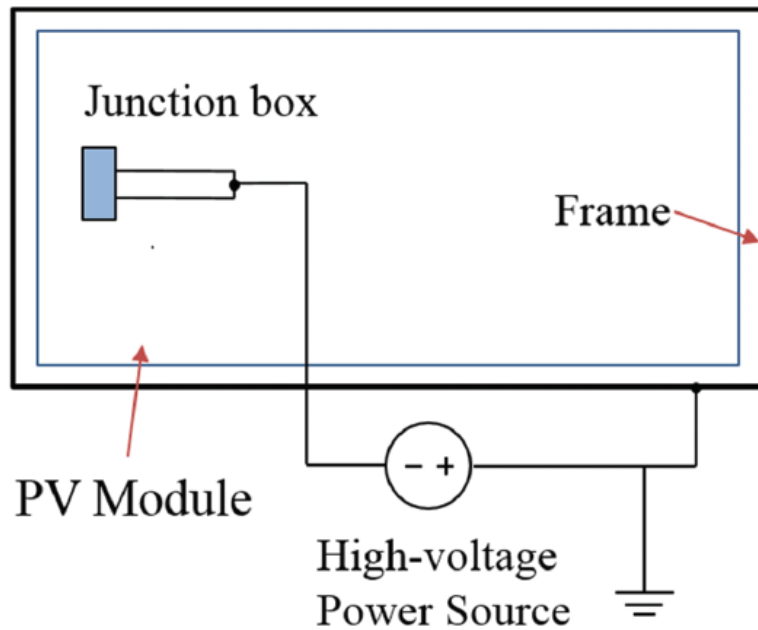 Junction box
Frame
PV Module
- +
High-voltage
Power Source